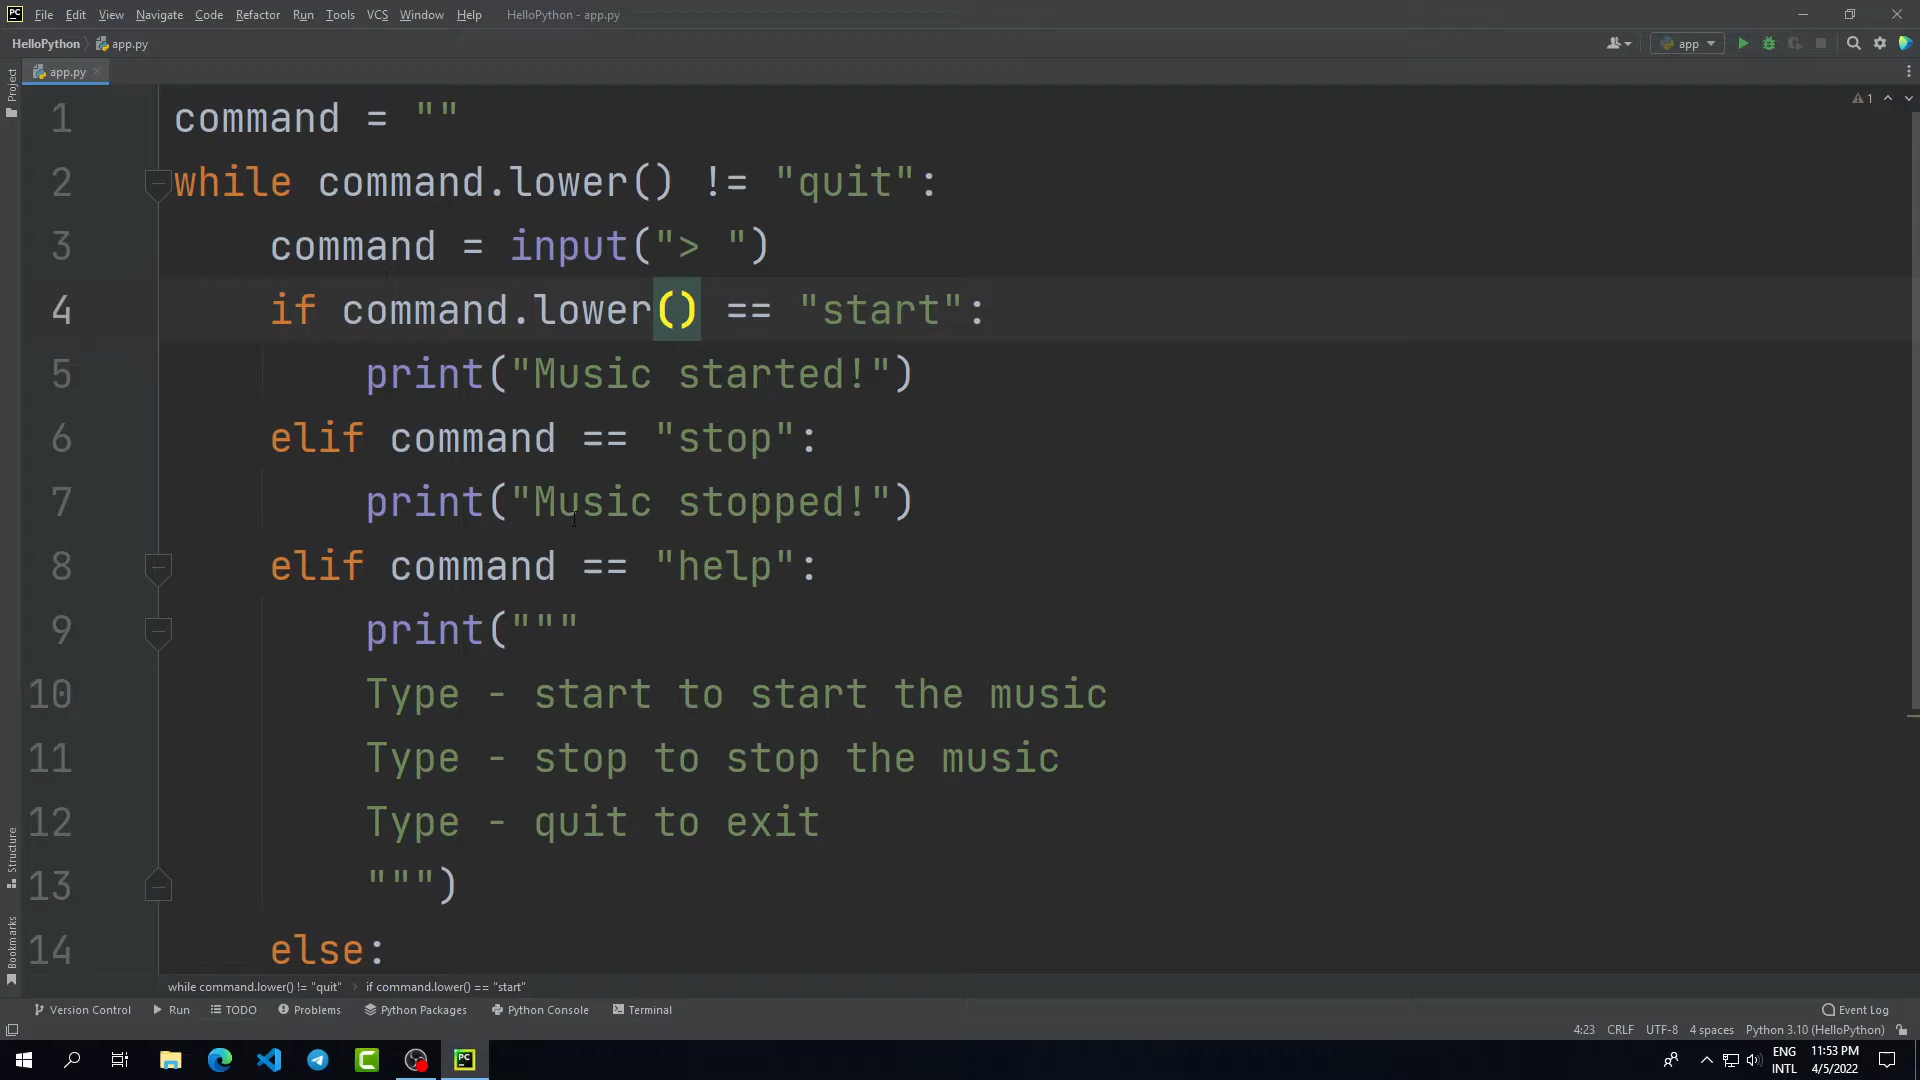 PC File Edit View Navigate Code Refactor Run Tools VCS Window Help HelloPython - app.py
HelloPython app.py app
app.py
Project
1 command = ""
1
2 while command.lower() != "quit":
3 command = input("> ")
4 if command.lower() == "start":
5 print("Music started!")
6 elif command == "stop":
7 print("Music stopped!")
8 elif command == "help":
9 print("""
10 Type - start to start the music
11 Type - stop to stop the music
12 Type - quit to exit
13 """)
14 else:
Structure
Bookmarks
while command.lower() != "quit" if command.lower() == "start"
Version Control Run TODO Problems Python Packages Python Console Terminal Event Log
4:23 CRLF UTF-8 4 spaces Python 3.10 (HelloPython)
C PC ENG 11:53 PM
INTL 4/5/2022